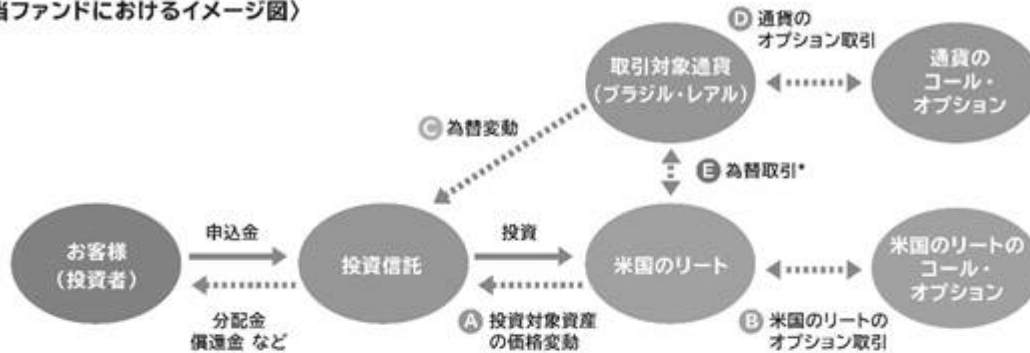 当ファンドにおけるイメージ図〉
D 通貨の
オプション取引
取引対象通貨
(ブラジル・レアル)
通貨の
コール・
オプション
C 為替変動
E 為替取引*
お客様
(投資者)
申込金
分配金
償還金 など
投資信託
投資
A 投資対象資産
の価格変動
米国のリート
B 米国のリートの
オプション取引
米国のリートの
コール・
オプション